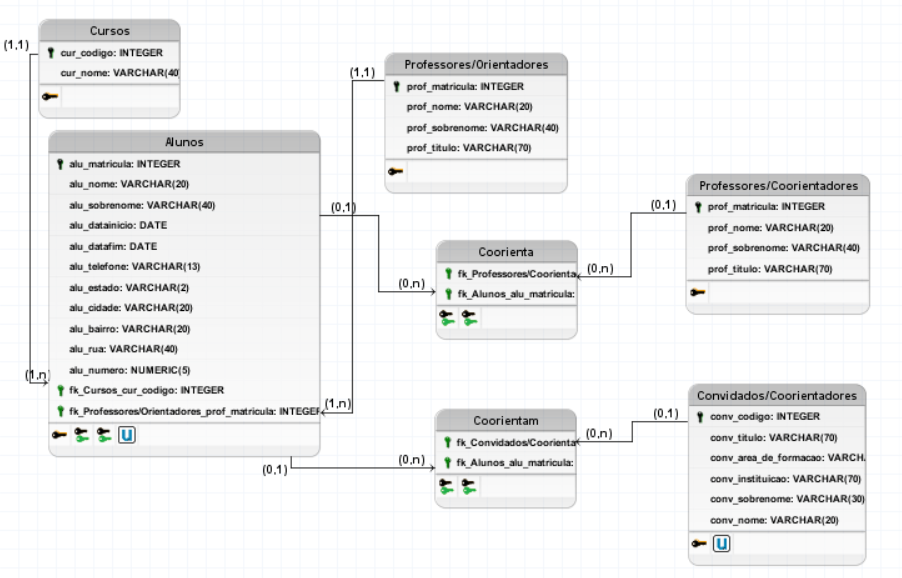 Cursos
cur_codigo: INTEGER
cur_nome: VARCHAR(40)
(1,1)
Alunos
alu_matricula: INTEGER
alu_nome: VARCHAR(20)
alu_sobrenome: VARCHAR(40)
alu_datainicio: DATE
alu_datafim: DATE
alu_telefone: VARCHAR(13)
alu_estado: VARCHAR(2)
alu_cidade: VARCHAR(20)
alu_bairro: VARCHAR(20)
alu_rua: VARCHAR(40)
alu_numero: NUMERIC(5)
fk_Cursos_cur_codigo: INTEGER
fk_Professores/Orientadores_prof_matricula: INTEGER
U
(1,n)
(1,1)
(1,n)
Professores/Orientadores
prof_matricula: INTEGER
prof_nome: VARCHAR(20)
prof_sobrenome: VARCHAR(40)
prof_titulo: VARCHAR(70)
(0,1)
(0,n)
Coorienta
fk_Professores/Coorienta
fk_Alunos_alu_matricula:
(0,n)
(0,1)
Professores/Coorientadores
prof_matricula: INTEGER
prof_nome: VARCHAR(20)
prof_sobrenome: VARCHAR(40)
prof_titulo: VARCHAR(70)
(0,1)
(0,n)
Coorientam
fk_Convidados/Coorienta
fk_Alunos_alu_matricula:
(0,n)
(0,1)
Convidados/Coorientadores
conv_codigo: INTEGER
conv_titulo: VARCHAR(70)
conv_area_de_formacao: VARCH
conv_instituicao: VARCHAR(70)
conv_sobrenome: VARCHAR(30)
conv_nome: VARCHAR(20)
U